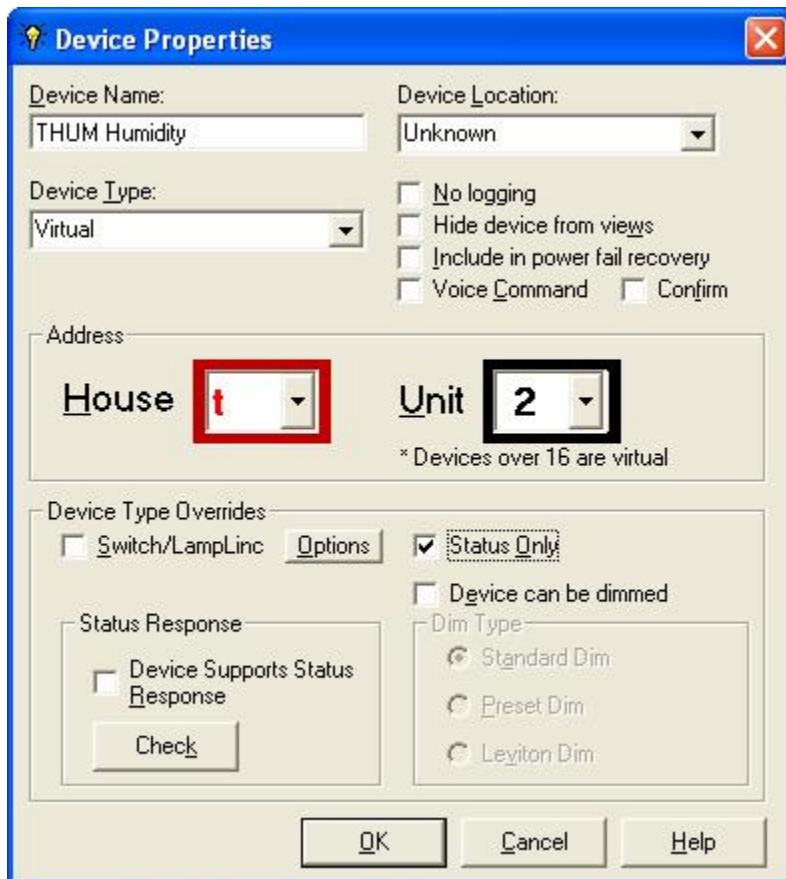 Device Properties
Device Name:
Device Location:
THUM Humidity
Unknown
Device Type:
Virtual
No logging
Hide device from views
Include in power fail recovery
Voice Command
Confirm
Address
House
t
Unit
2
* Devices over 16 are virtual
Device Type Overrides
Switch/LampLinc
Options
Status Only
Device can be dimmed
Status Response
Device Supports Status
Response
Check
Dim Type
Standard Dim
Preset Dim
Leviton Dim
OK
Cancel
Help